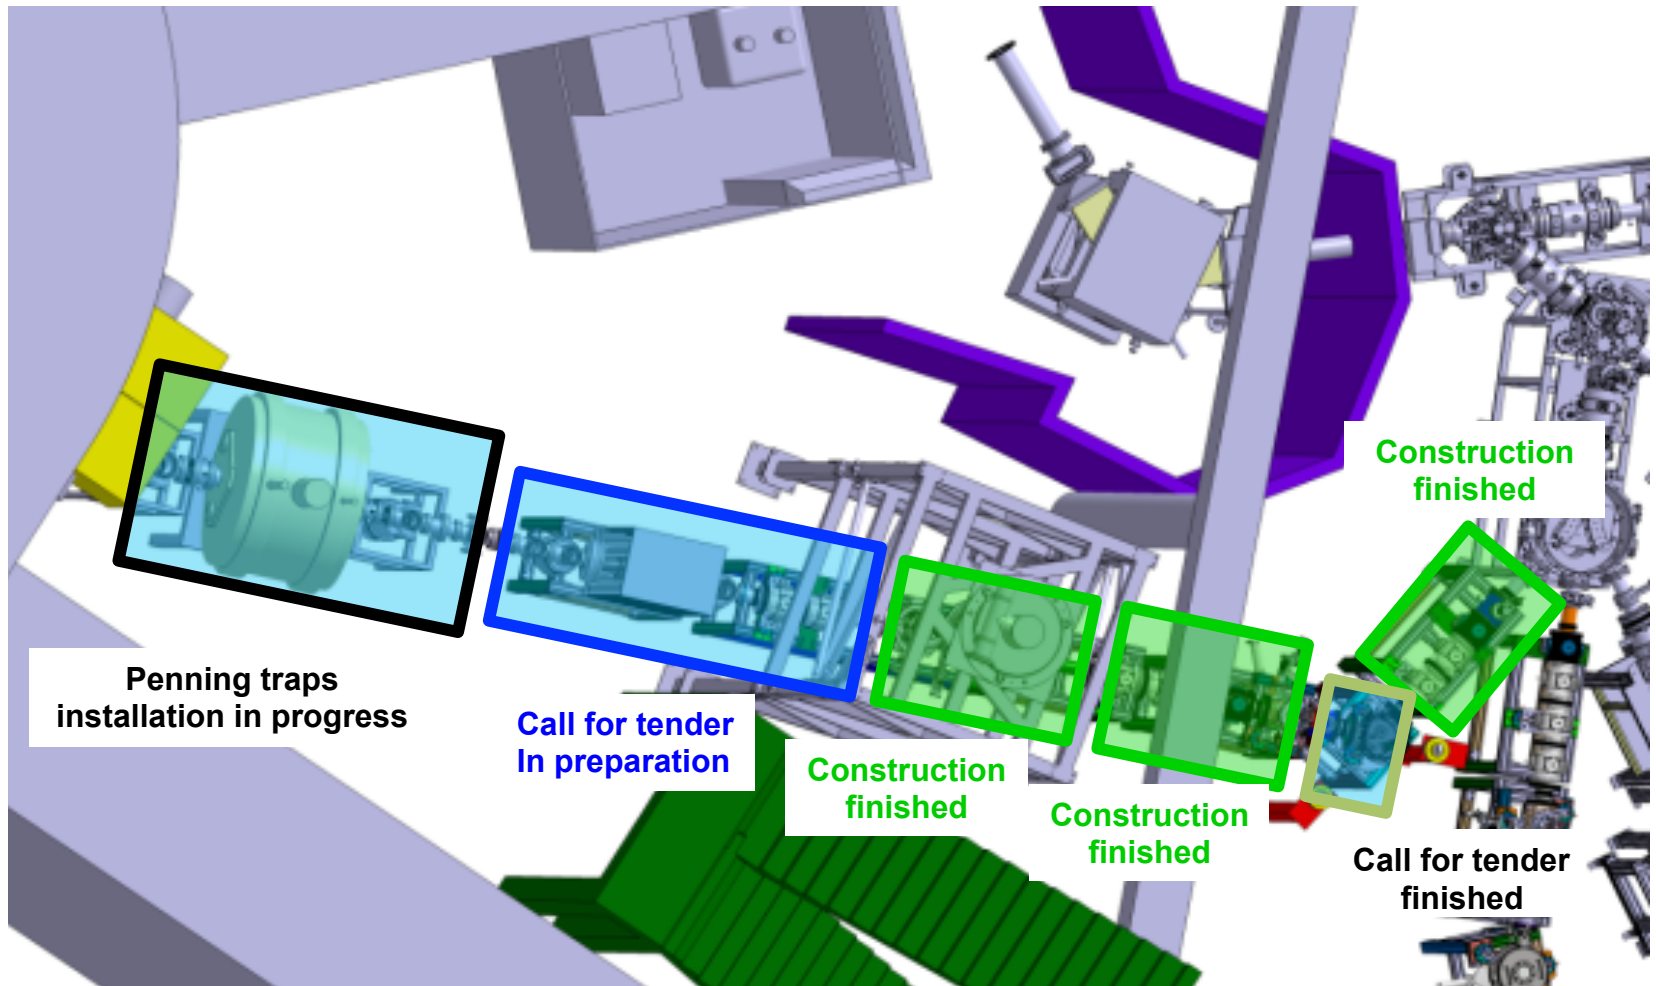 Construction
finished
Penning traps
installation in progress
Call for tender
In preparation
Construction
finished
Construction
finished
Call for tender
finished